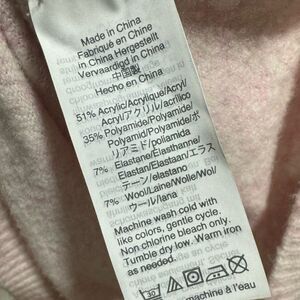 Made in China
Fabriqué en Chine
in China Hergestellt
Vervaardigd in China
中国製
Hecho en China
51% Acrylic/Acrylique/Acryl/
Acryl/アクリル/acrílico
35% Polyamide/Polyamide/
Polyamid/Polyamide/ポ
リアミド/poliamida
7% Elastane/Elasthanne/
Elastan/Elastaan/エラス
テーン/elastano
7% Wool/Laine/Wolle/Wol/
ウール/lana
Machine wash cold with
like colors, gentle cycle.
Non chlorine bleach only.
Tumble dry low. Warm iron
as needed.
30
machine à l'eau